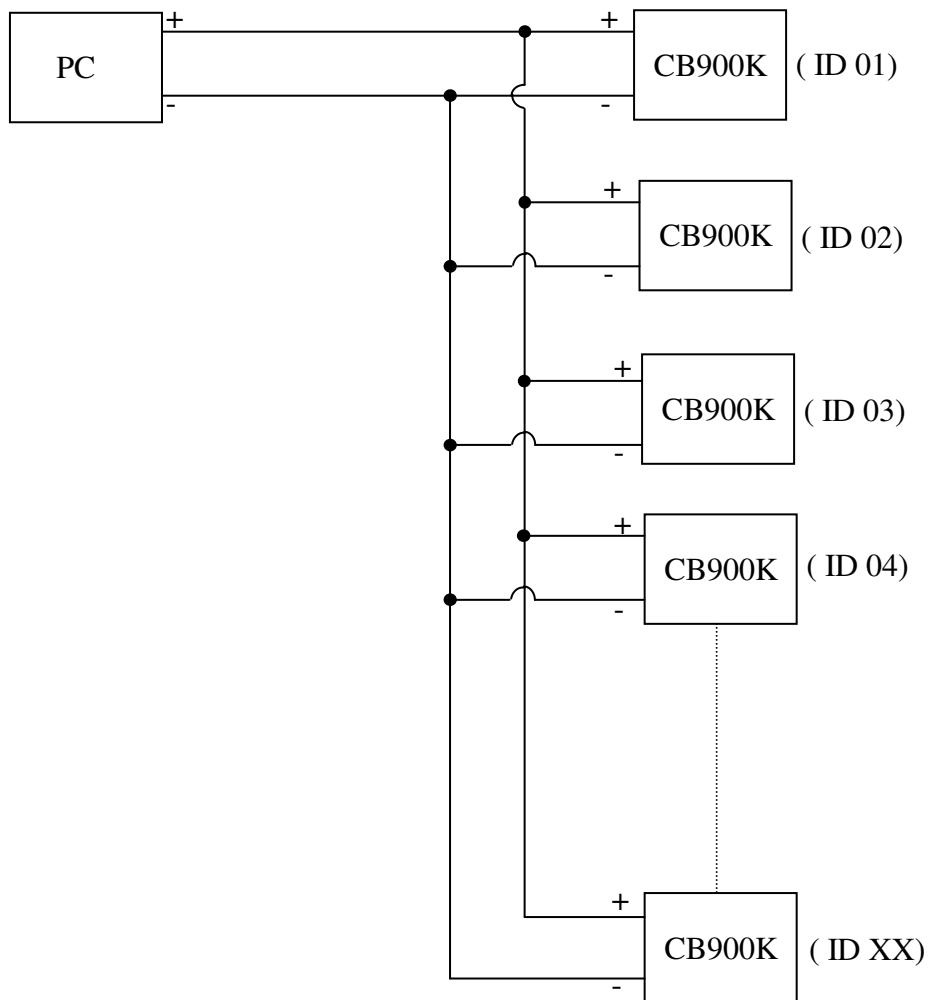 + +
PC CB900K ( ID 01)
- -
+
CB900K ( ID 02)
-
+
CB900K ( ID 03)
-
+
CB900K ( ID 04)
-
+
CB900K ( ID XX)
-